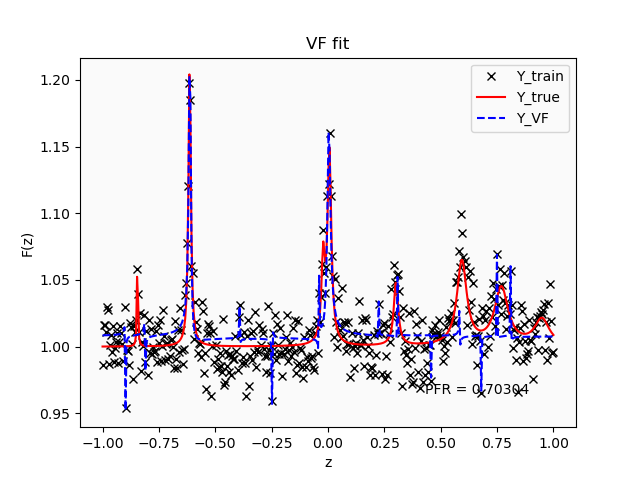 VF fit
Y_train
Y_true
Y_VF
F(z)
1.20
1.15
1.10
1.05
1.00
0.95
PFR = 0.70304
−1.00 −0.75 −0.50 −0.25 0.00 0.25 0.50 0.75 1.00
z